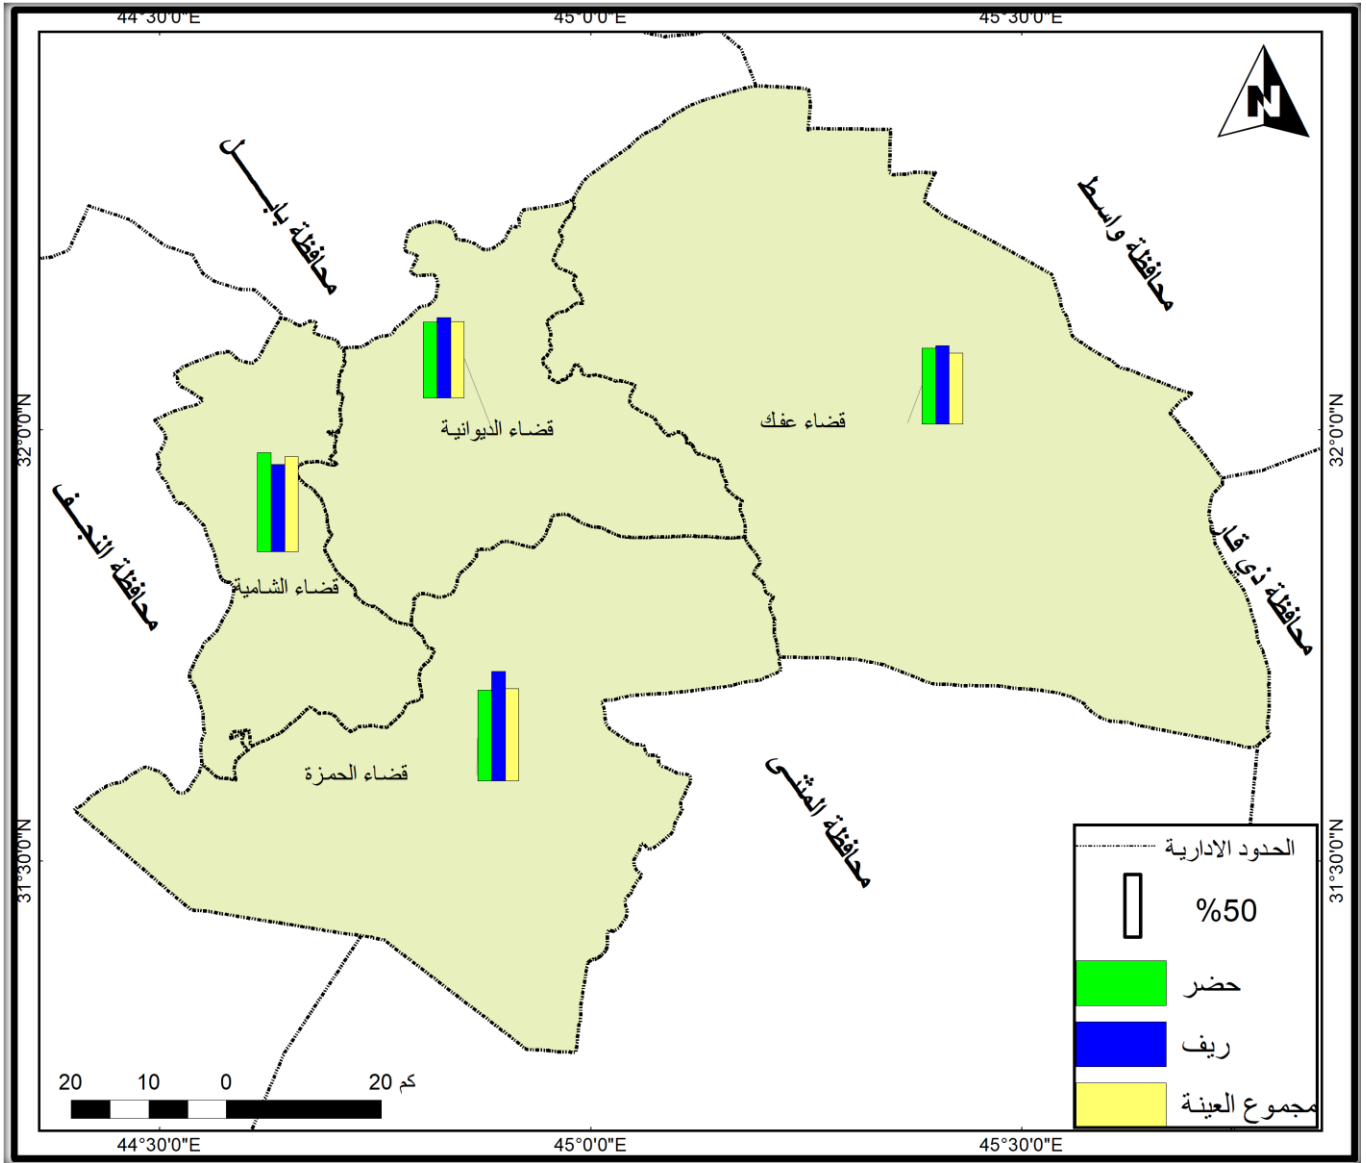 44°30'0"E 45°0'0"E 45°30'0"E
N
محافظة بابـــــل
محافظة واسط
32°0'0"N
32°0'0"N
قضاء الديوانية
قضاء عفك
محافظة النجــف
محافظة ذي قار
قضاء الشامية
قضاء الحمزة
محافظة المثنـى
31°30'0"N
31°30'0"N
الحدود الادارية
%50
حضر
ريف
مجموع العينة
20 10 0 20 كم
44°30'0"E 45°0'0"E 45°30'0"E